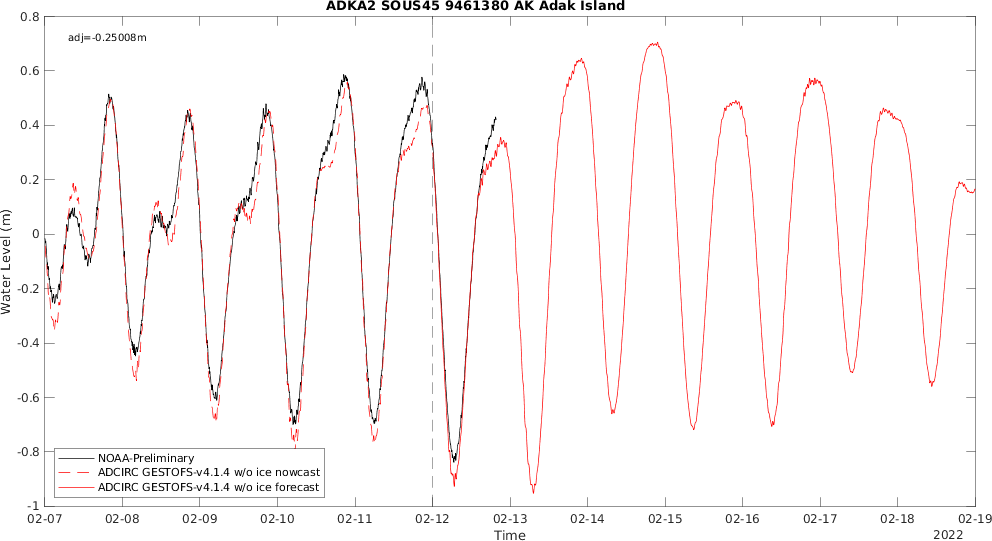 ADKA2 SOUS45 9461380 AK Adak Island
adj=-0.25008m
0.8
0.6
0.4
0.2
0
-0.2
-0.4
-0.6
-0.8
-1
Water Level (m)
NOAA-Preliminary
ADCIRC GESTOFS-v4.1.4 w/o ice nowcast
ADCIRC GESTOFS-v4.1.4 w/o ice forecast
02-07 02-08 02-09 02-10 02-11 02-12 02-13 02-14 02-15 02-16 02-17 02-18 02-19
Time
2022